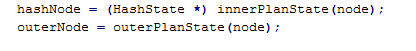 hashNode = (HashState *) innerPlanState(node);
outerNode = outerPlanState(node);